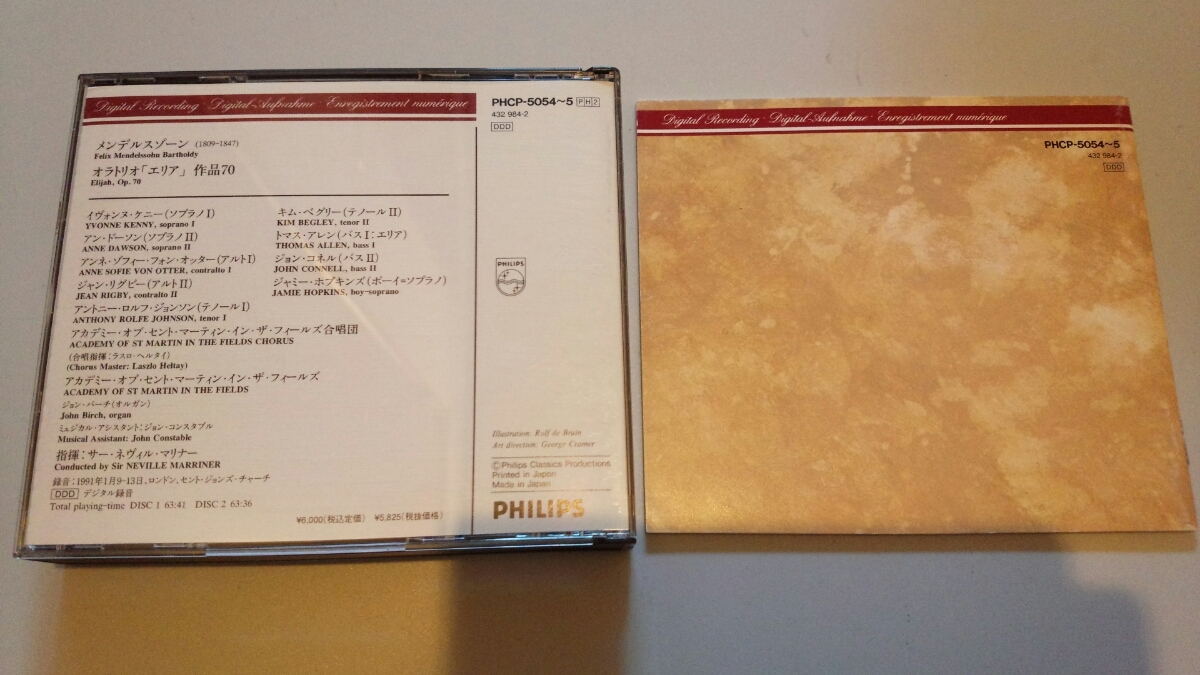 Digital Recording · Digital-Aufnahme · Enregistrement numérique
メンデルスゾーン (1809~1847)
Felix Mendelssohn Bartholdy
オラトリオ「エリア」 作品70
Elijah, Op. 70
イヴォンヌ・ケニー(ソプラノI)
YVONNE KENNY, soprano I
アン・ドーソン(ソプラノII)
ANNE DAWSON, soprano II
アンネ・ゾフィー・フォン・オッター(アルトI)
ANNE SOFIE VON OTTER, contralto I
ジャン・リグビー(アルトII)
JEAN RIGBY, contralto II
アントニー・ロルフ・ジョンソン(テノールI)
ANTHONY ROLFE JOHNSON, tenor I
キム・ベグリー(テノールII)
KIM BEGLEY, tenor II
トマス・アレン(バスI:エリア)
THOMAS ALLEN, bass I
ジョン・コネル(バスII)
JOHN CONNELL, bass II
ジャミー・ホプキンズ(ボーイ=ソプラノ)
JAMIE HOPKINS, boy-soprano
アカデミー・オブ・セント・マーティン・イン・ザ・フィールズ合唱団
ACADEMY OF ST MARTIN IN THE FIELDS CHORUS
(合唱指揮:ラスロ・ヘルタイ)
(Chorus Master: Laszlo Heltay)
アカデミー・オブ・セント・マーティン・イン・ザ・フィールズ
ACADEMY OF ST MARTIN IN THE FIELDS
ジョン・バーチ(オルガン)
John Birch, organ
ミュジカル・アシスタント:ジョン・コンスタブル
Musical Assistant: John Constable
指揮:サー・ネヴィル・マリナー
Conducted by Sir NEVILLE MARRINER
録音:1991年1月9-13日,ロンドン,セント・ジョンズ・チャーチ
DDD デジタル録音
Total playing-time DISC 1 63:41 DISC 2 63:36
¥6,000(税込定価) ¥5,825(税抜価格)
PHCP-5054~5 PH2
432 984-2
DDD
PHILIPS
Illustration: Rolf de Bruin
Art direction: George Cramer
©Philips Classics Productions
Printed in Japan
Made in Japan
PHILIPS
Digital Recording · Digital-Aufnahme · Enregistrement numérique
PHCP-5054~5
432 984-2
DDD